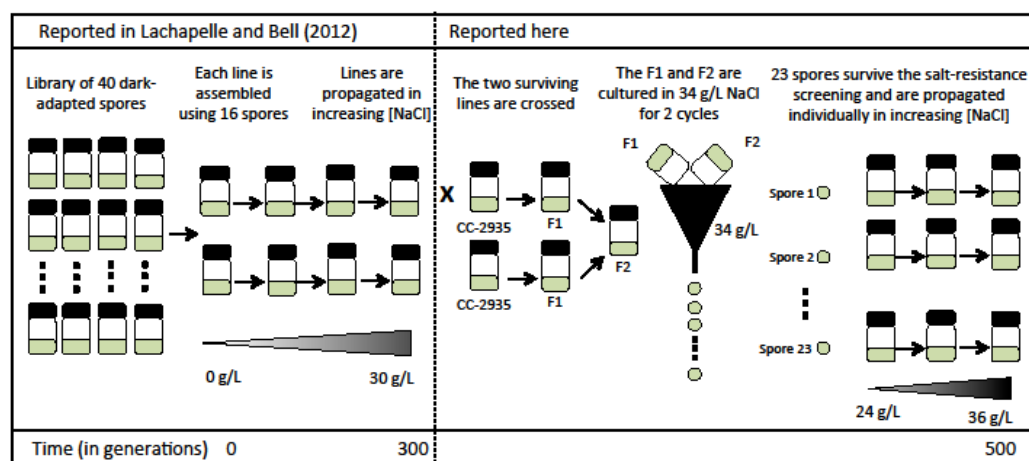 Reported in Lachapelle and Bell (2012)
Reported here
Library of 40 dark-
adapted spores
Each line is
assembled
using 16 spores
Lines are
propagated in
increasing [NaCl]
0 g/L
30 g/L
The two surviving
lines are crossed
X
CC-2935
F1
CC-2935
F1
F2
The F1 and F2 are
cultured in 34 g/L NaCl
for 2 cycles
F1
F2
34 g/L
23 spores survive the salt-resistance
screening and are propagated
individually in increasing [NaCl]
Spore 1
Spore 2
Spore 23
24 g/L
36 g/L
Time (in generations)
0
300
500